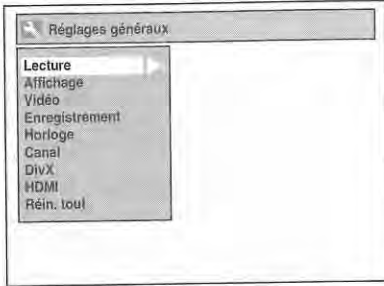 Réglages généraux
Lecture
Affichage
Vidéo
Enregistrement
Horloge
Canal
DivX
HDMI
Réin. tout